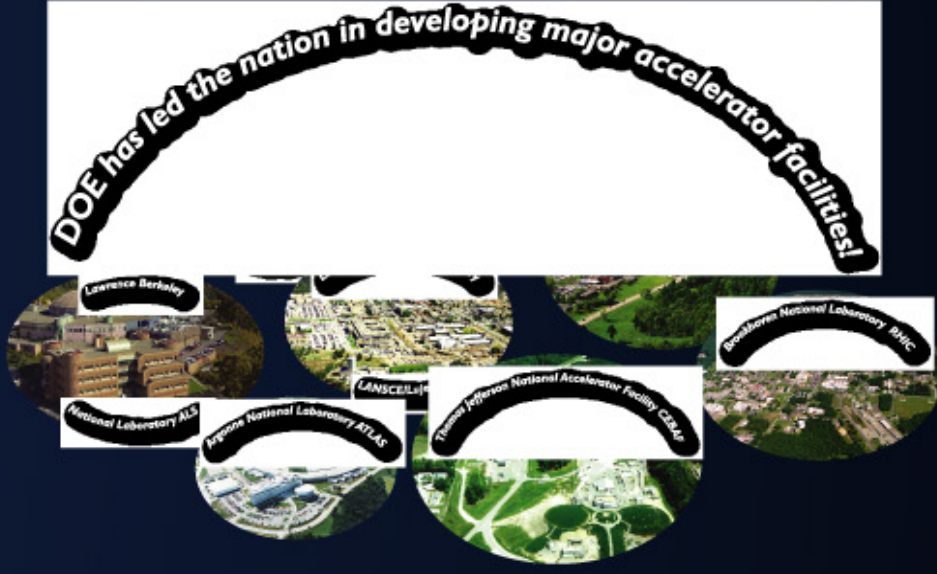 DOE has led the nation in developing major accelerator facilities!
Lawrence Berkeley
National Laboratory ALS
Argonne National Laboratory ATLAS
Thomas Jefferson National Accelerator Facility CEBAF
Brookhaven National Laboratory RHIC